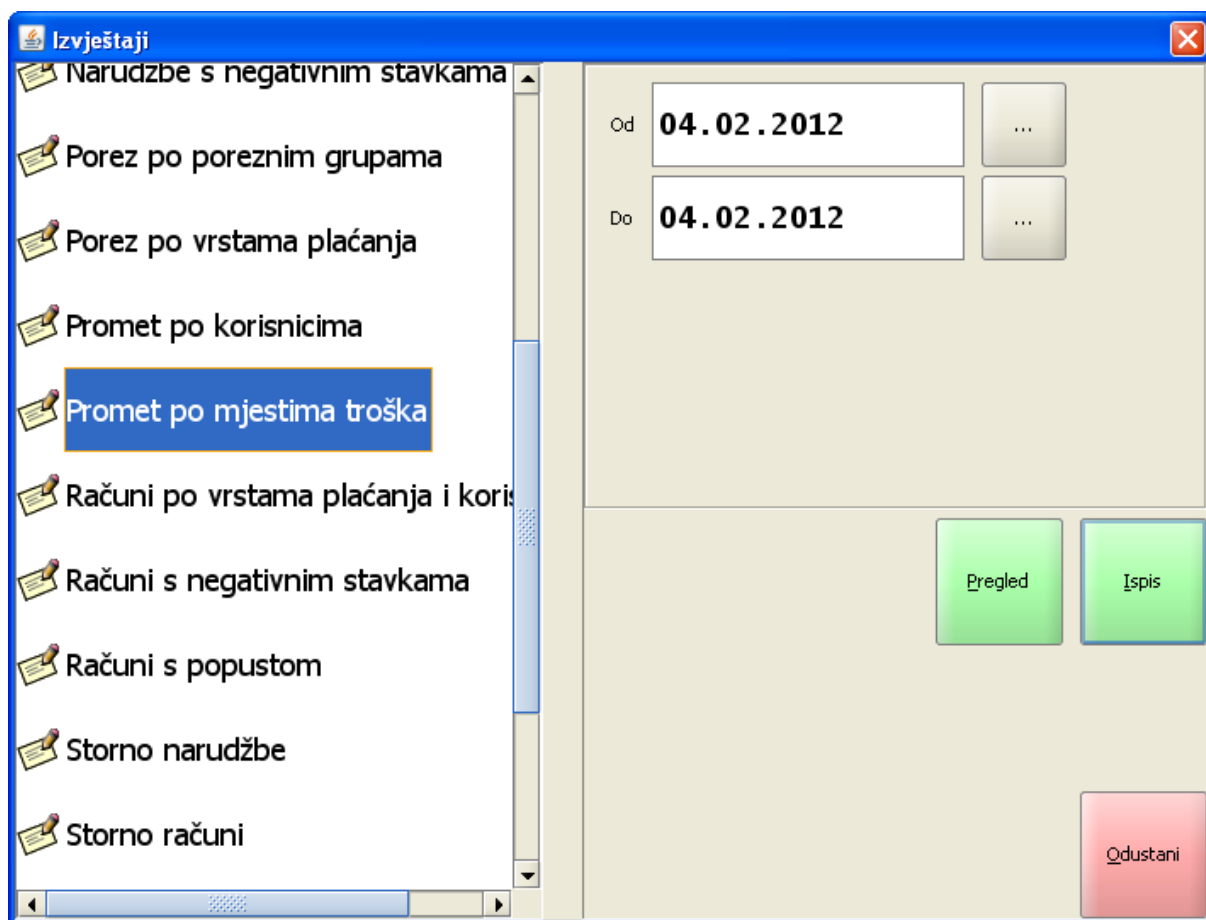 Izvještaji
Narudžbe s negativnim stavkama
Porez po poreznim grupama
Porez po vrstama plaćanja
Promet po korisnicima
Promet po mjestima troška
Računi po vrstama plaćanja i koris
Računi s negativnim stavkama
Računi s popustom
Storno narudžbe
Storno računi
Od 04.02.2012 ...
Do 04.02.2012 ...
Pregled Ispis
Odustani